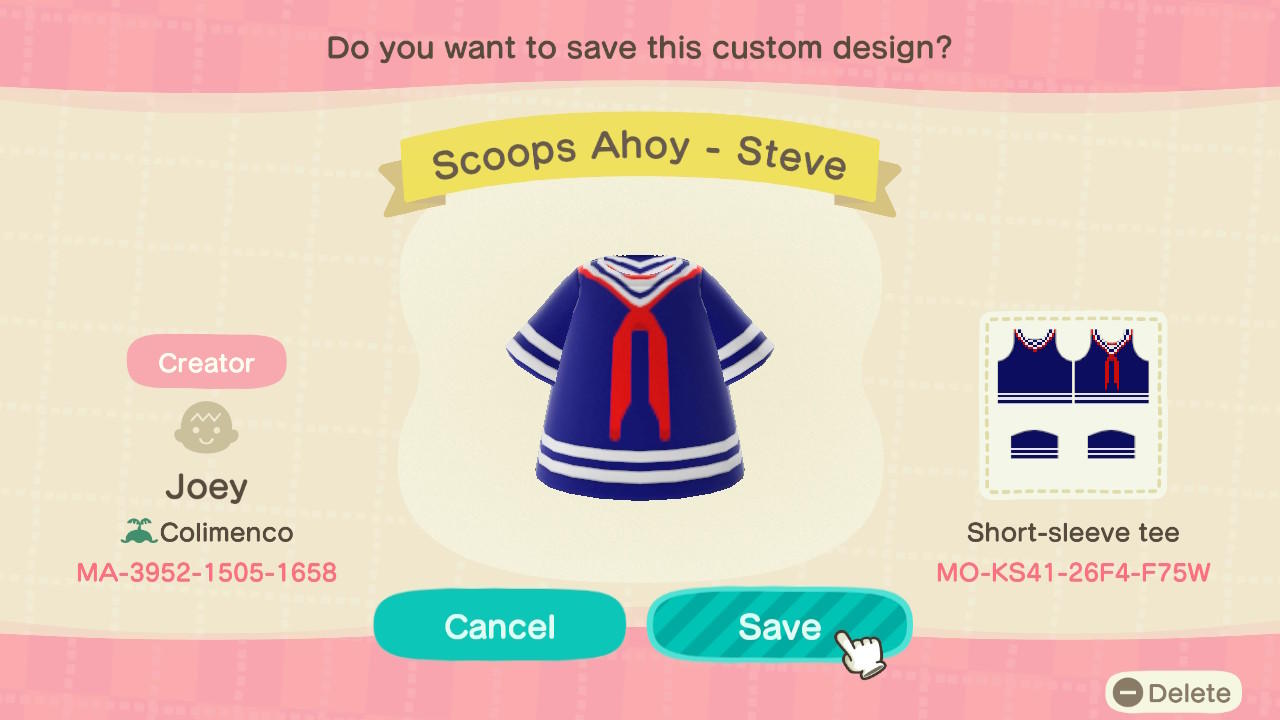 Do you want to save this custom design?
Scoops Ahoy - Steve
Creator
Joey
Colimenco
MA-3952-1505-1658
Short-sleeve tee
MO-KS41-26F4-F75W
Cancel
Save
Delete